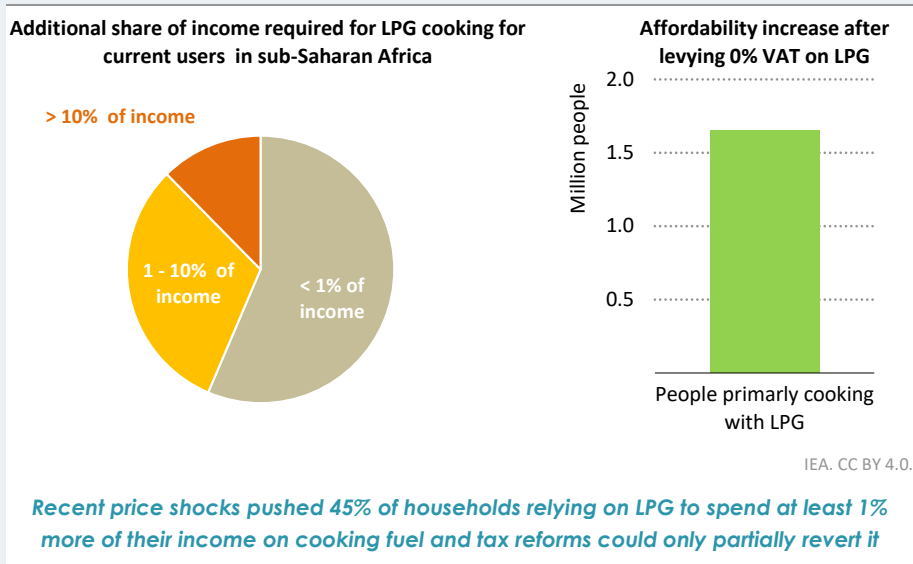 Additional share of income required for LPG cooking for
current users in sub-Saharan Africa
> 10% of income
1 - 10% of
income
< 1% of
income
Affordability increase after
levying 0% VAT on LPG
Million people
2.0
1.5
1.0
0.5
People primarly cooking
with LPG
IEA. CC BY 4.0.
Recent price shocks pushed 45% of households relying on LPG to spend at least 1%
more of their income on cooking fuel and tax reforms could only partially revert it